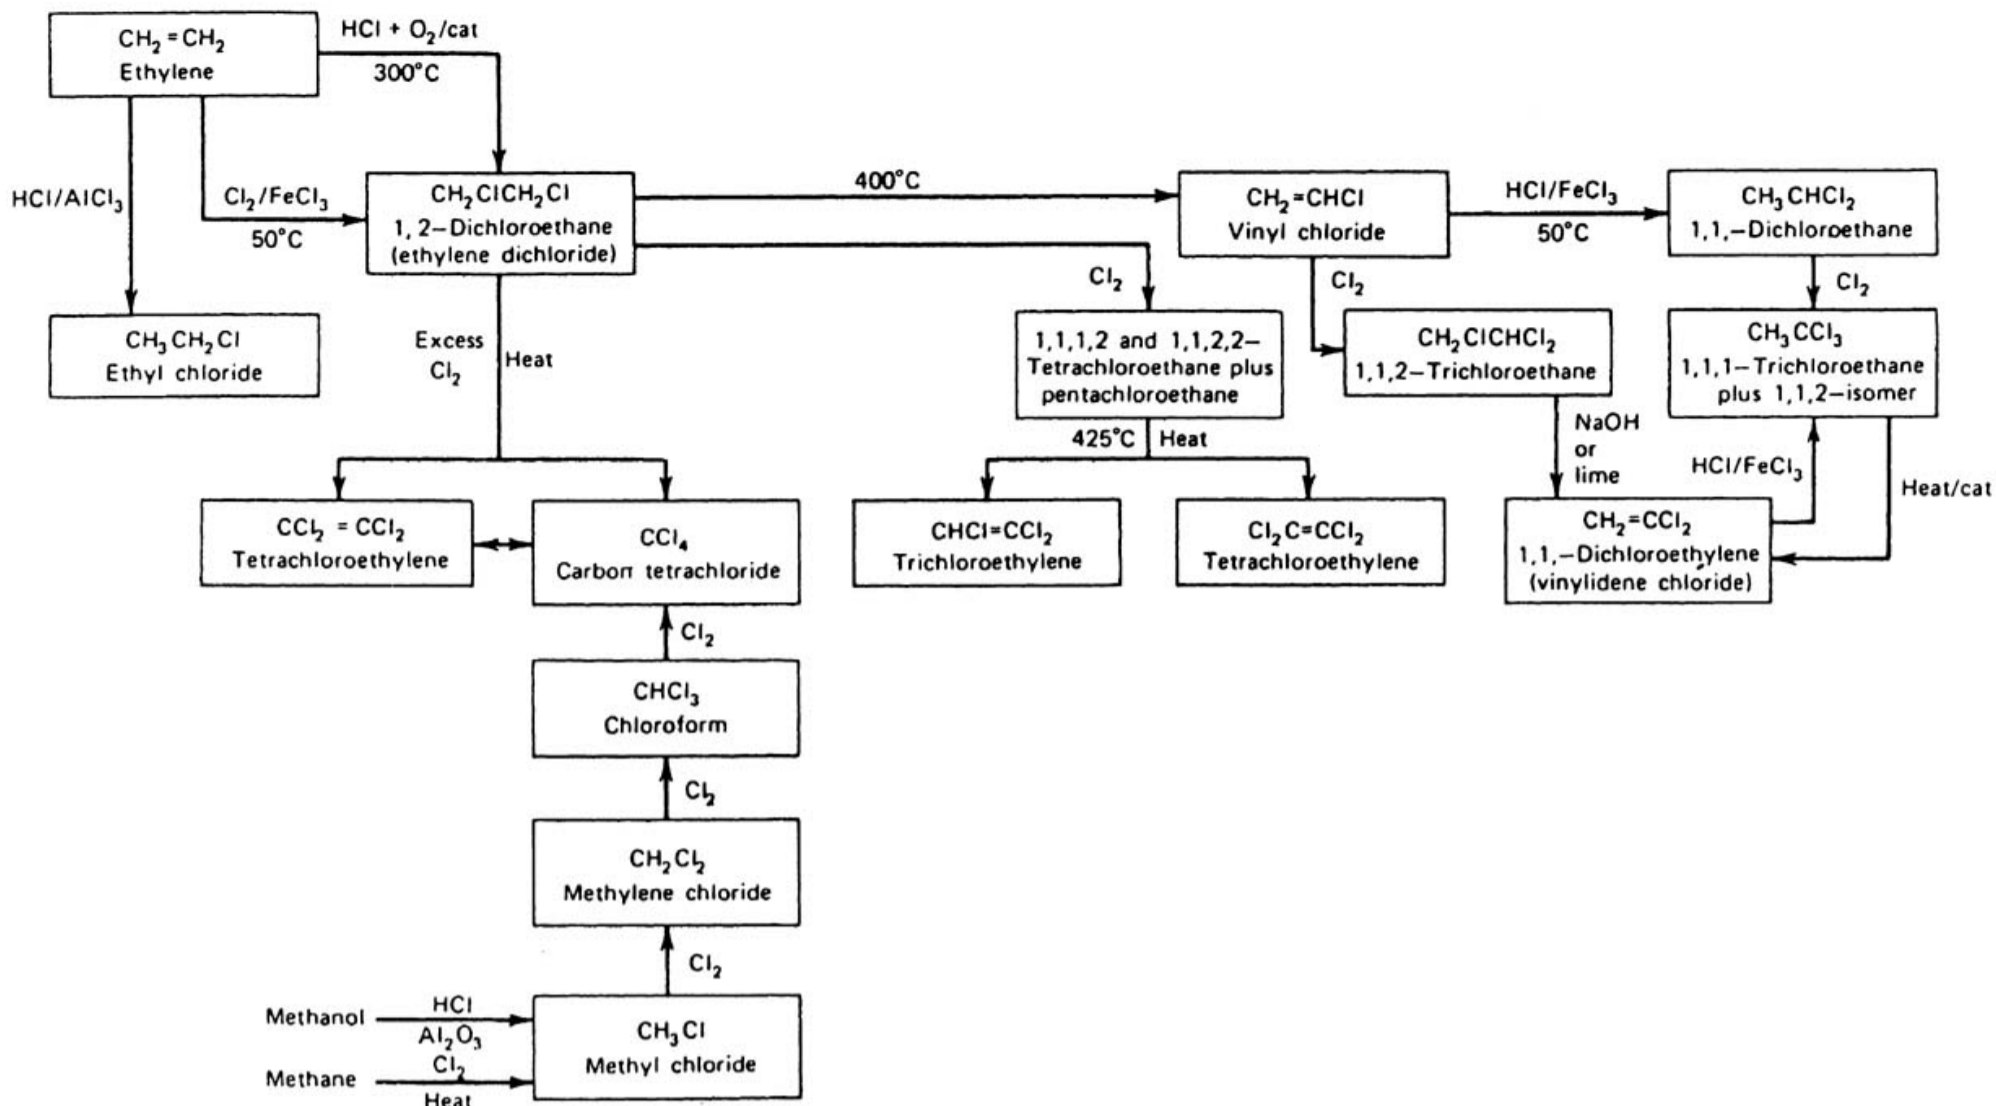 CH₂=CH₂
Ethylene
HCl + O₂/cat
300°C
HCl/AlCl₃
Cl₂/FeCl₃
50°C
CH₂ClCH₂Cl
1,2–Dichloroethane
(ethylene dichloride)
400°C
CH₂=CHCl
Vinyl chloride
HCl/FeCl₃
50°C
CH₃CHCl₂
1,1,–Dichloroethane
CH₃CH₂Cl
Ethyl chloride
Excess
Cl₂
Heat
Cl₂
1,1,1,2 and 1,1,2,2–
Tetrachloroethane plus
pentachloroethane
Cl₂
CH₂ClCHCl₂
1,1,2–Trichloroethane
Cl₂
CH₃CCl₃
1,1,1–Trichloroethane
plus 1,1,2–isomer
425°C
Heat
NaOH
or
lime
HCl/FeCl₃
Heat/cat
CCl₂ = CCl₂
Tetrachloroethylene
CCl₄
Carbon tetrachloride
CHCl=CCl₂
Trichloroethylene
Cl₂C=CCl₂
Tetrachloroethylene
CH₂=CCl₂
1,1,–Dichloroethylene
(vinylidene chloride)
Cl₂
CHCl₃
Chloroform
Cl₂
CH₂Cl₂
Methylene chloride
Cl₂
Methanol
HCl
Al₂O₃
CH₃Cl
Methyl chloride
Methane
Cl₂
Heat